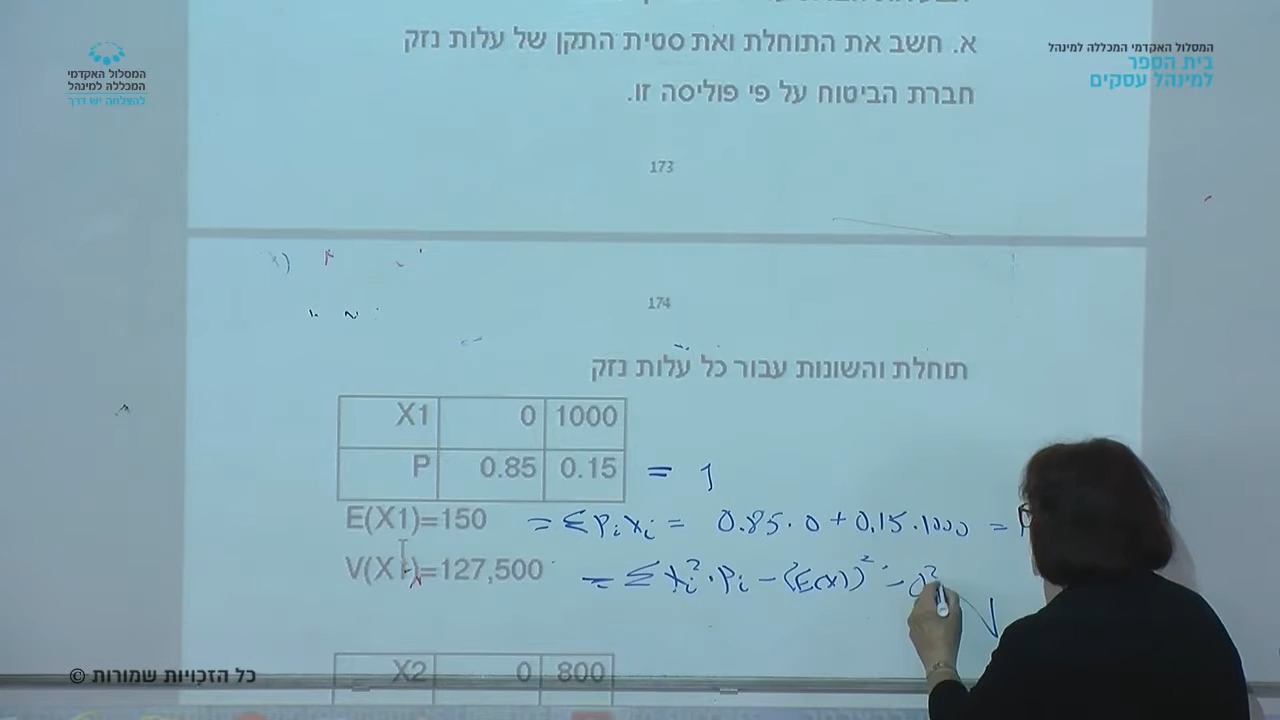 המסלול האקדמי המכללה למינהל
בית הספר
למינהל עסקים
המסלול האקדמי
המכללה למינהל
להצלחה יש דרך
א. חשב את התוחלת ואת סטית התקן של עלות נזק
חברת הביטוח על פי פוליסה זו.
173
174
תוחלת והשונות עבור כל עלות נזק
X1 0 1000
P 0.85 0.15 = 1
E(X1)=150 = Σ pᵢ xᵢ = 0.85·0+0.15·1000 =
V(X1)=127,500 = Σ xᵢ²·pᵢ − (E(X))²
X2 0 800
כל הזכויות שמורות ©